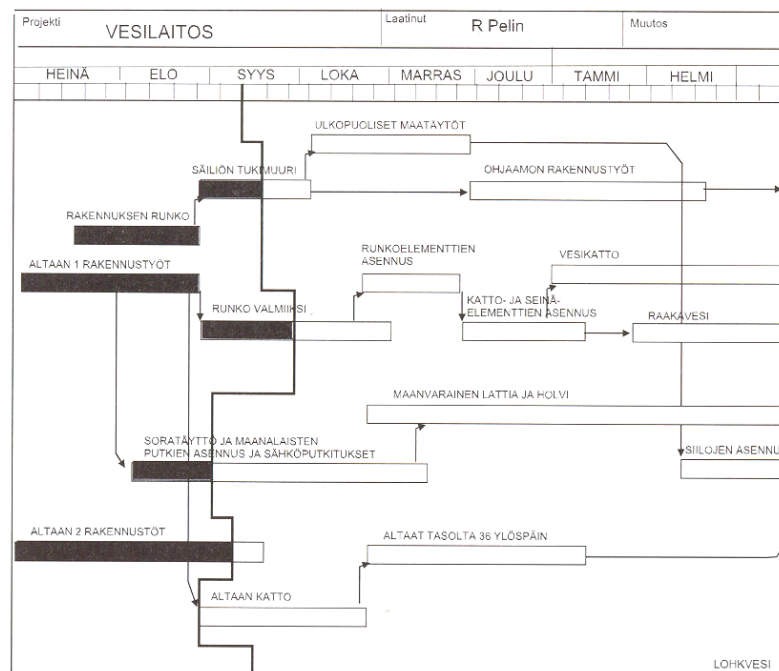 Projekti
VESILAITOS
Laatinut
R Pelin
Muutos
HEINÄ ELO SYYS LOKA MARRAS JOULU TAMMI HELMI
ULKOPUOLISET MAATÄYTÖT
SÄILIÖN TUKIMUURI
OHJAAMON RAKENNUSTYÖT
RAKENNUKSEN RUNKO
RUNKOELEMENTTIEN
ASENNUS
VESIKATTO
ALTAAN 1 RAKENNUSTYÖT
RUNKO VALMIIKSI
KATTO- JA SEINÄ-
ELEMENTTIEN ASENNUS
RAAKAVESI
MAANVARAINEN LATTIA JA HOLVI
SORATÄYTTÖ JA MAANALAISTEN
PUTKIEN ASENNUS JA SÄHKÖPUTKITUKSET
SIILOJEN ASENNU
ALTAAN 2 RAKENNUSTÖT
ALTAAT TASOLTA 36 YLÖSPÄIN
ALTAAN KATTO
LOHKVESI